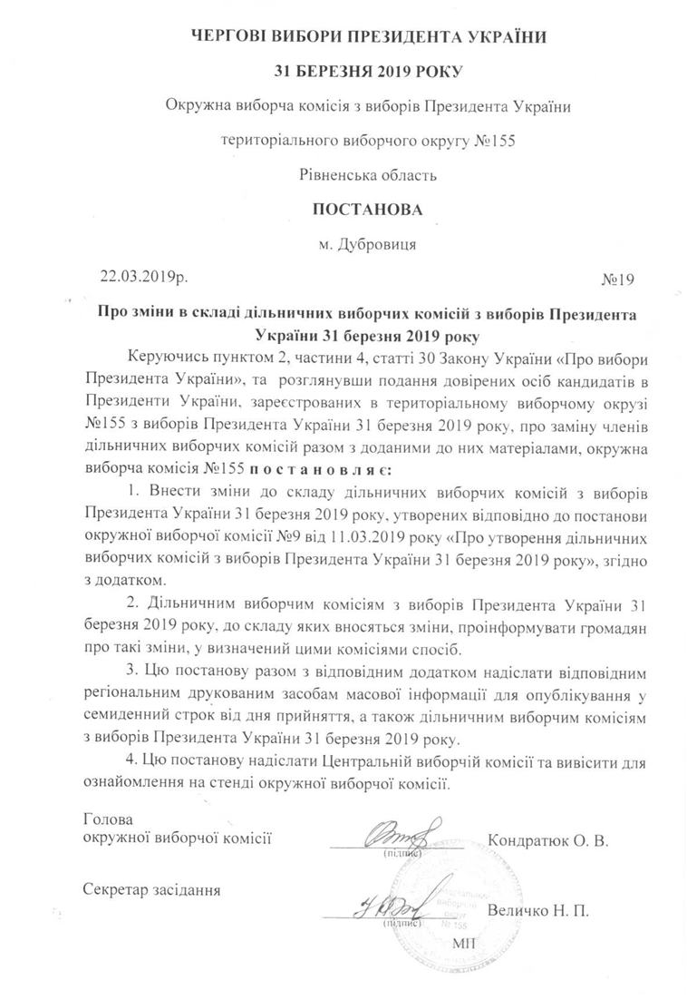 ЧЕРГОВІ ВИБОРИ ПРЕЗИДЕНТА УКРАЇНИ
31 БЕРЕЗНЯ 2019 РОКУ
Окружна виборча комісія з виборів Президента України
територіального виборчого округу №155
Рівненська область
ПОСТАНОВА
м. Дубровиця
22.03.2019р.
№19
Про зміни в складі дільничних виборчих комісій з виборів Президента
України 31 березня 2019 року
Керуючись пунктом 2, частини 4, статті 30 Закону України «Про вибори
Президента України», та розглянувши подання довірених осіб кандидатів в
Президенти України, зареєстрованих в територіальному виборчому окрузі
№155 з виборів Президента України 31 березня 2019 року, про заміну членів
дільничних виборчих комісій разом з доданими до них матеріалами, окружна
виборча комісія №155 п о с т а н о в л я є:
1. Внести зміни до складу дільничних виборчих комісій з виборів
Президента України 31 березня 2019 року, утворених відповідно до постанови
окружної виборчої комісії №9 від 11.03.2019 року «Про утворення дільничних
виборчих комісій з виборів Президента України 31 березня 2019 року», згідно
з додатком.
2. Дільничним виборчим комісіям з виборів Президента України 31
березня 2019 року, до складу яких вносяться зміни, проінформувати громадян
про такі зміни, у визначений цими комісіями спосіб.
3. Цю постанову разом з відповідним додатком надіслати відповідним
регіональним друкованим засобам масової інформації для опублікування у
семиденний строк від дня прийняття, а також дільничним виборчим комісіям
з виборів Президента України 31 березня 2019 року.
4. Цю постанову надіслати Центральній виборчій комісії та вивісити для
ознайомлення на стенді окружної виборчої комісії.
Голова
окружної виборчої комісії
Кондратюк О. В.
(підпис)
Секретар засідання
виборчий
округ
№ 155
Величко Н. П.
(підпис)
МП